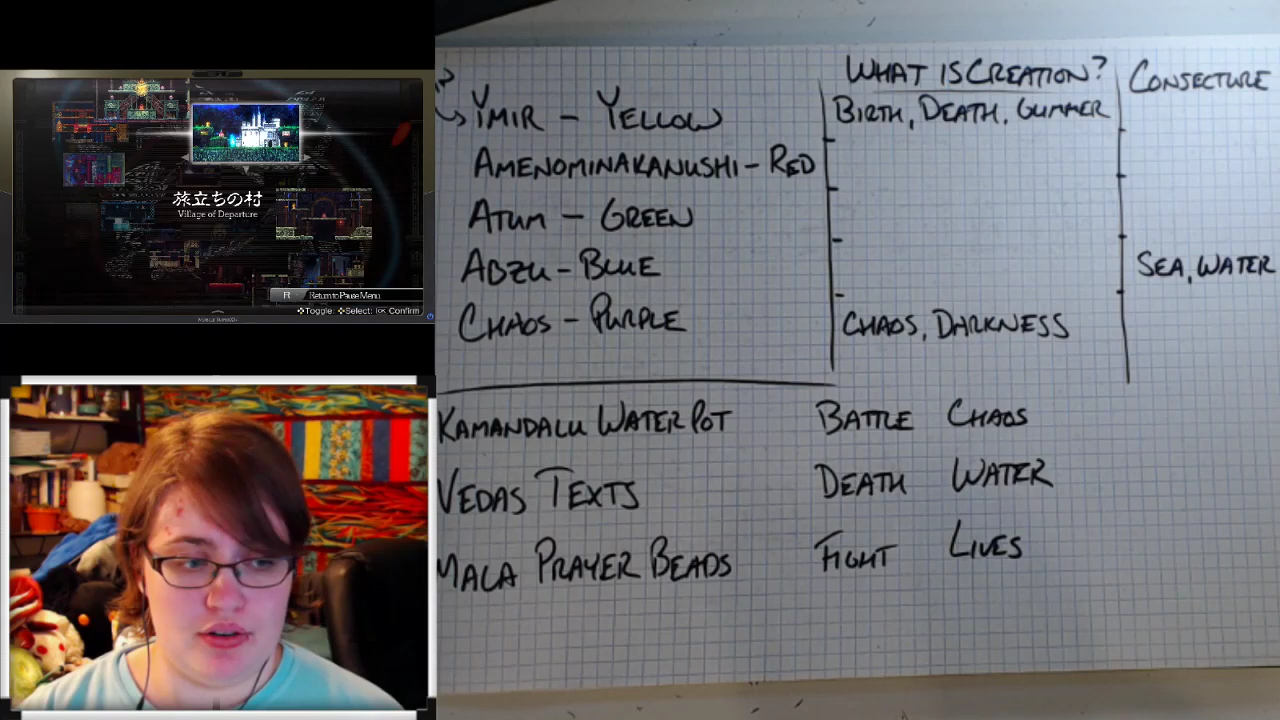 旅立ちの村
Village of Departure
R Return to Pause Menu
Toggle: Select: OK Confirm
WHAT IS CREATION?
CONSECTURE
YMIR – YELLOW
BIRTH, DEATH, GLIMMER
AMENOMINAKANUSHI – RED
ATUM – GREEN
ABZU – BLUE
SEA, WATER
CHAOS – PURPLE
CHAOS, DARKNESS
KAMANDALU WATER POT
BATTLE CHAOS
VEDAS TEXTS
DEATH WATER
MALA PRAYER BEADS
FIGHT LIVES